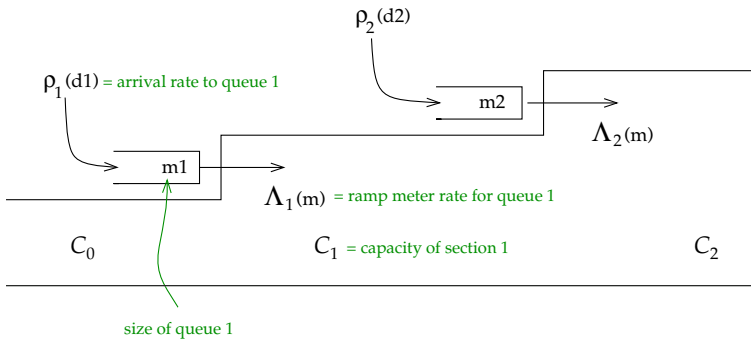 ρ₂(d2)
ρ₁(d1) = arrival rate to queue 1
m2
Λ₂(m)
m1
Λ₁(m) = ramp meter rate for queue 1
C₀ C₁ = capacity of section 1 C₂
size of queue 1